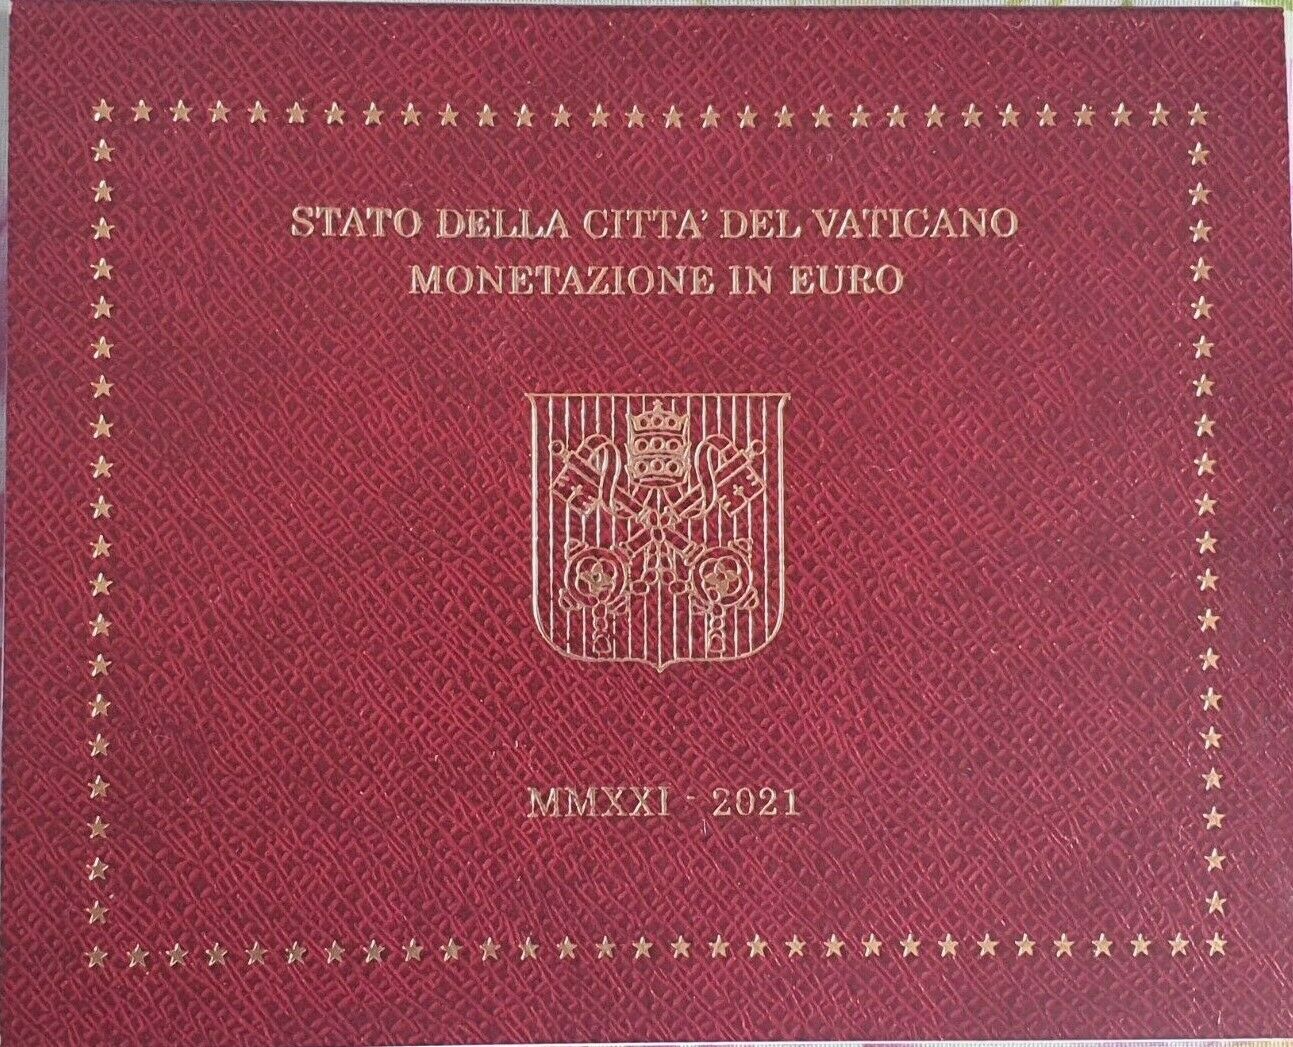 STATO DELLA CITTA' DEL VATICANO
MONETAZIONE IN EURO
MMXXI - 2021